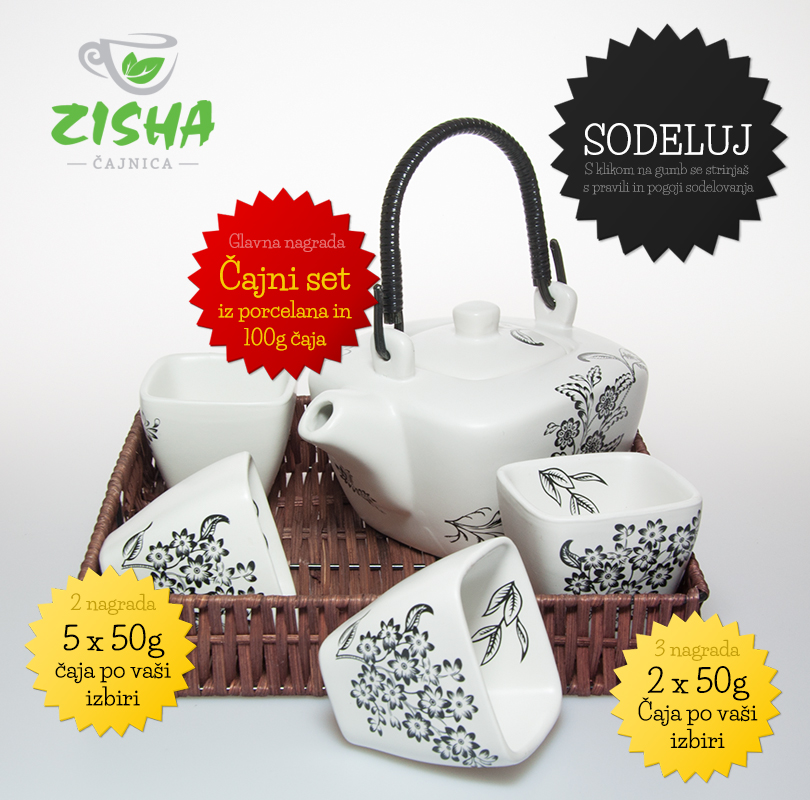 ZISHA
ČAJNICA
SODELUJ
S klikom na gumb se strinjaš
s pravili in pogoji sodelovanja
Glavna nagrada
Čajni set
iz porcelana in
100g čaja
2 nagrada
5 x 50g
čaja po vaši
izbiri
3 nagrada
2 x 50g
Čaja po vaši
izbiri